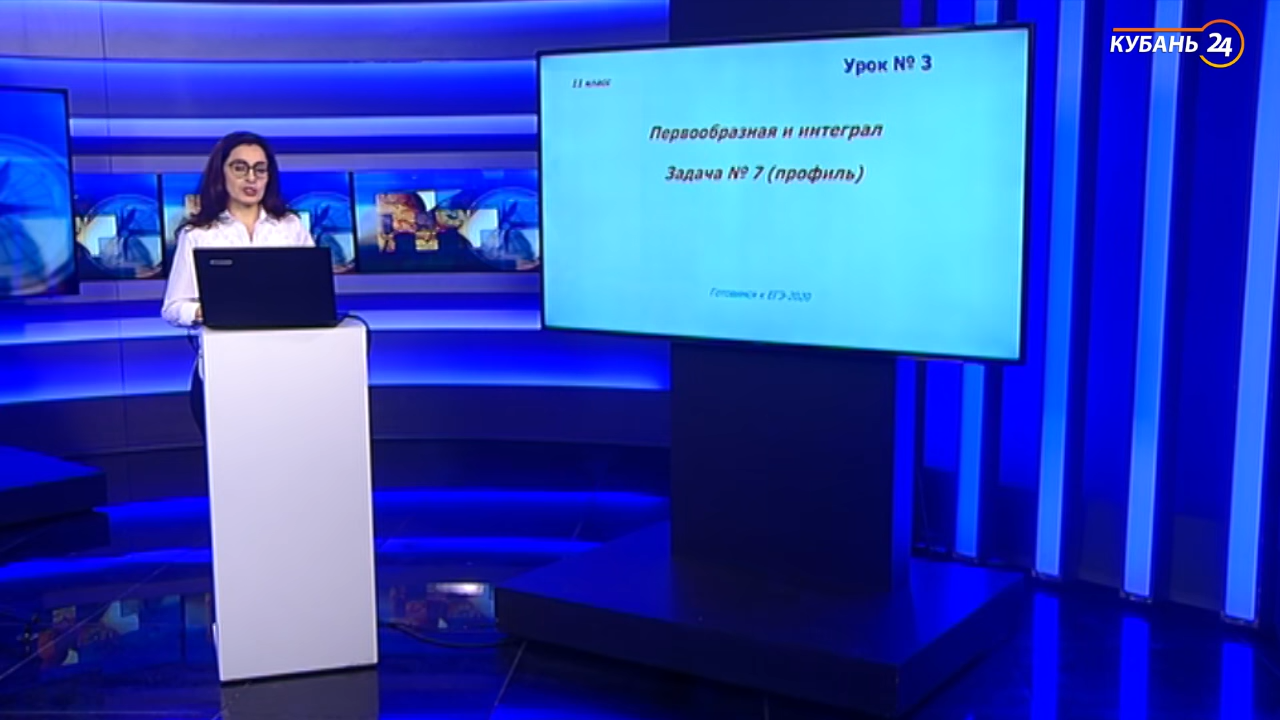 КУБАНЬ 24
Урок № 3
11 класс
Первообразная и интеграл
Задача № 7 (профиль)
Готовимся к ЕГЭ-2020